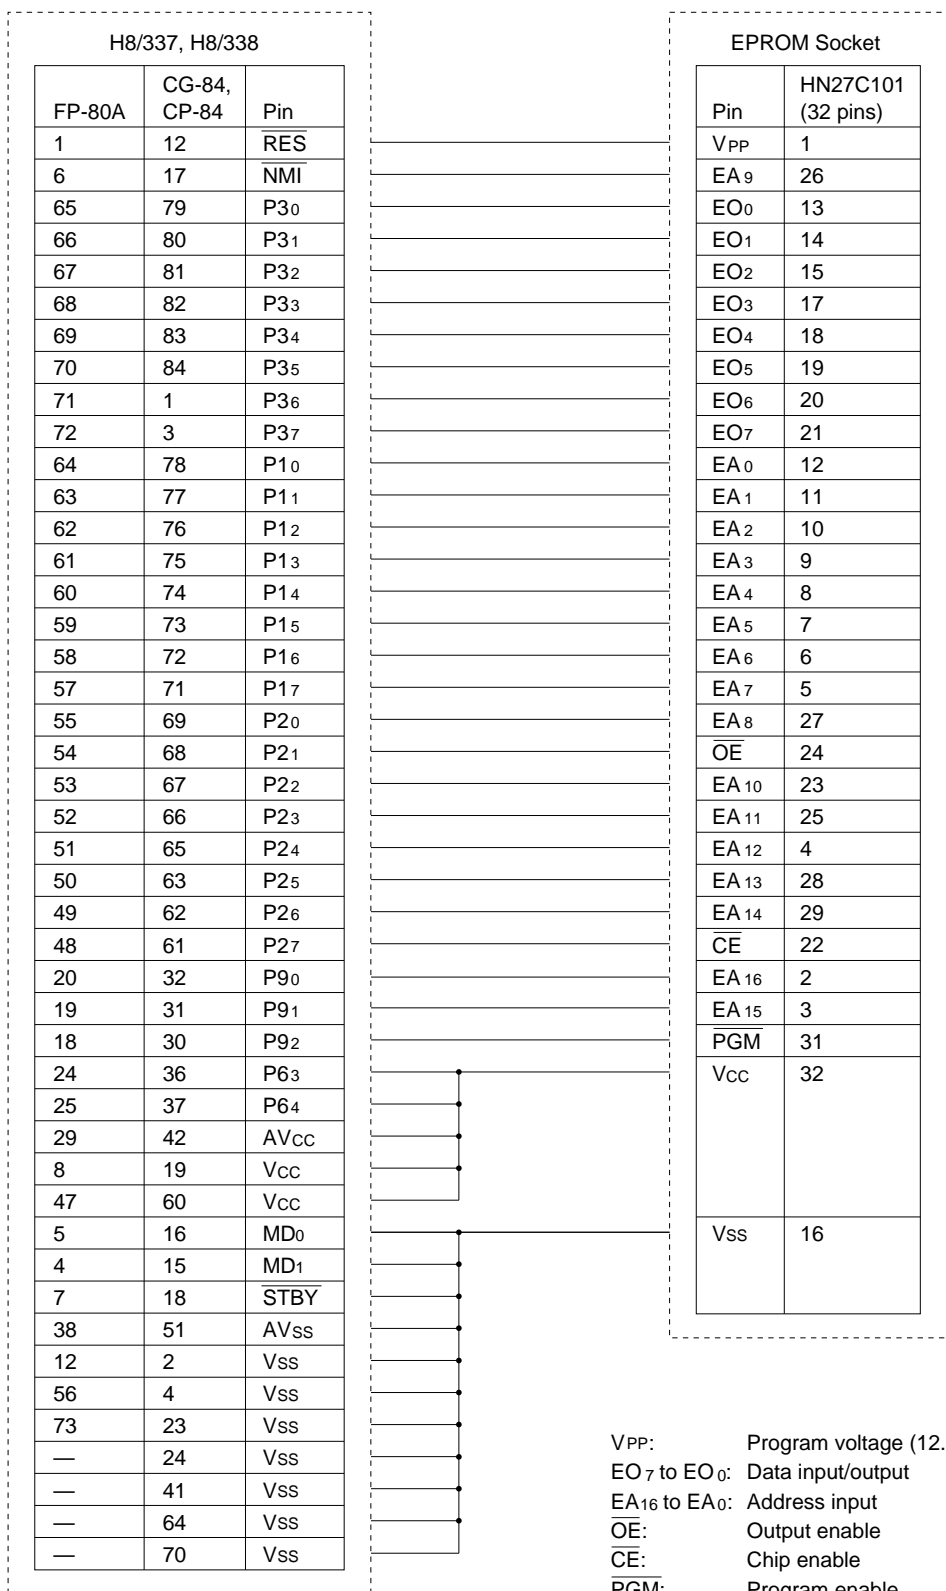 H8/337, H8/338 EPROM Socket
CG-84, HN27C101
FP-80A CP-84 Pin Pin (32 pins)
1 12 R̅E̅S̅ VPP 1
6 17 N̅M̅I̅ EA9 26
65 79 P30 EO0 13
66 80 P31 EO1 14
67 81 P32 EO2 15
68 82 P33 EO3 17
69 83 P34 EO4 18
70 84 P35 EO5 19
71 1 P36 EO6 20
72 3 P37 EO7 21
64 78 P10 EA0 12
63 77 P11 EA1 11
62 76 P12 EA2 10
61 75 P13 EA3 9
60 74 P14 EA4 8
59 73 P15 EA5 7
58 72 P16 EA6 6
57 71 P17 EA7 5
55 69 P20 EA8 27
54 68 P21 O̅E̅ 24
53 67 P22 EA10 23
52 66 P23 EA11 25
51 65 P24 EA12 4
50 63 P25 EA13 28
49 62 P26 EA14 29
48 61 P27 C̅E̅ 22
20 32 P90 EA16 2
19 31 P91 EA15 3
18 30 P92 P̅G̅M̅ 31
24 36 P63 VCC 32
25 37 P64
29 42 AVCC
8 19 VCC
47 60 VCC
5 16 MD0 VSS 16
4 15 MD1
7 18 S̅T̅B̅Y̅
38 51 AVSS
12 2 VSS
56 4 VSS
73 23 VSS
— 24 VSS
— 41 VSS
— 64 VSS
— 70 VSS
VPP: Program voltage (12.
EO7 to EO0: Data input/output
EA16 to EA0: Address input
O̅E̅: Output enable
C̅E̅: Chip enable
P̅G̅M̅: Program enable